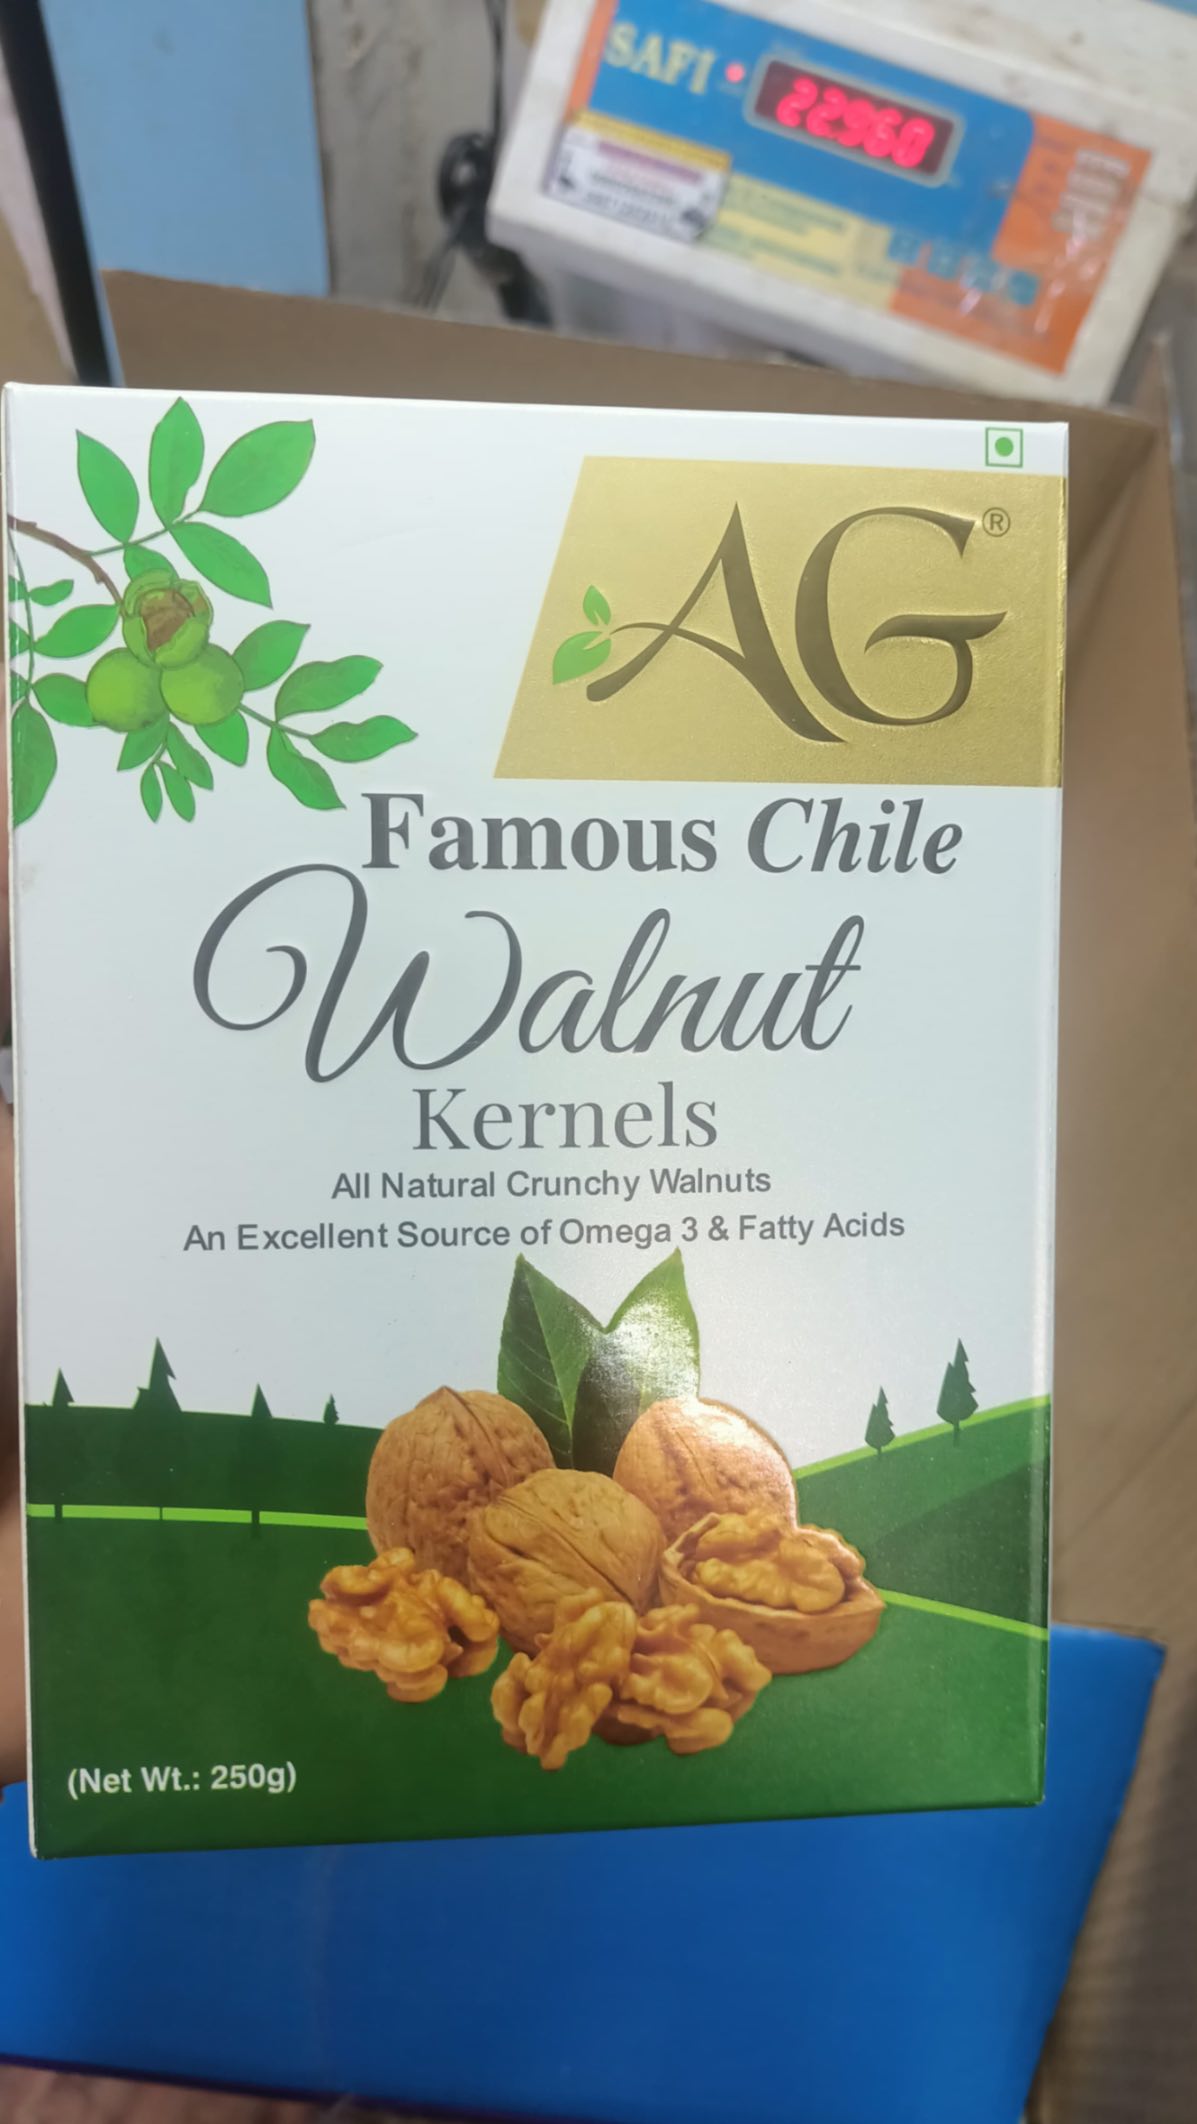 SAFI
22960
AG®
Famous Chile
Walnut
Kernels
All Natural Crunchy Walnuts
An Excellent Source of Omega 3 & Fatty Acids
(Net Wt.: 250g)